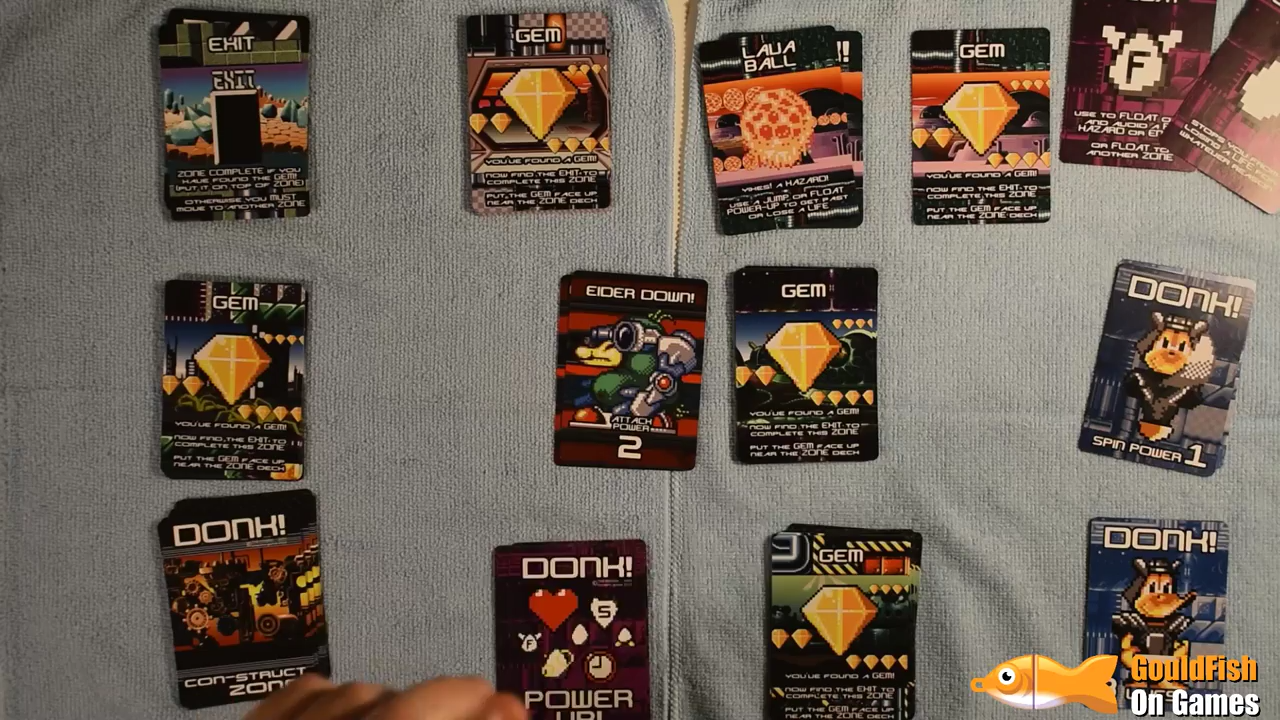 EXIT
EXIT
ZONE COMPLETE IF YOU
HAVE FOUND THE GEM!
(PUT IT ON TOP OF ZONE)
OTHERWISE YOU MUST
MOVE TO ANOTHER ZONE
GEM
YOU'VE FOUND A GEM!
NOW FIND THE EXIT TO
COMPLETE THIS ZONE
PUT THE GEM FACE UP
NEAR THE ZONE DECK
LAVA
BALL
!!
YIKES! A HAZARD!
USE A JUMP OR FLOAT
POWER-UP TO GET PAST
OR LOSE A LIFE
GEM
YOU'VE FOUND A GEM!
NOW FIND THE EXIT TO
COMPLETE THIS ZONE
PUT THE GEM FACE UP
NEAR THE ZONE DECK
F
USE TO FLOAT
AND AVOID A
HAZARD OR
OR FLOAT TO
ANOTHER ZONE
GEM
YOU'VE FOUND A GEM!
NOW FIND THE EXIT TO
COMPLETE THIS ZONE
PUT THE GEM FACE UP
NEAR THE ZONE DECK
EIDER DOWN!
ATTACK
POWER
2
GEM
YOU'VE FOUND A GEM!
NOW FIND THE EXIT TO
COMPLETE THIS ZONE
PUT THE GEM FACE UP
NEAR THE ZONE DECK
DONK!
SPIN POWER 1
DONK!
CON-STRUCT
ZONE
DONK!
S
F
POWER
UP!
GEM
YOU'VE FOUND A GEM!
NOW FIND THE EXIT TO
COMPLETE THIS ZONE
PUT THE GEM FACE UP
NEAR THE ZONE DECK
DONK!
GouldFish
On Games